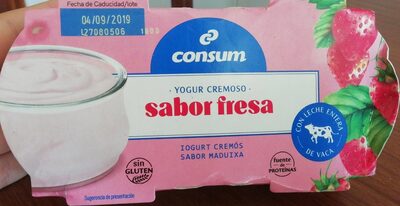 Fecha de Caducidad/lote
04/09/2019
L27080506
consum
YOGUR CREMOSO
sabor fresa
IOGURT CREMÓS
SABOR MADUIXA
CON LECHE ENTERA
DE VACA
sin
GLUTEN
fuente
de PROTEÍNAS
Sugerencia de presentación